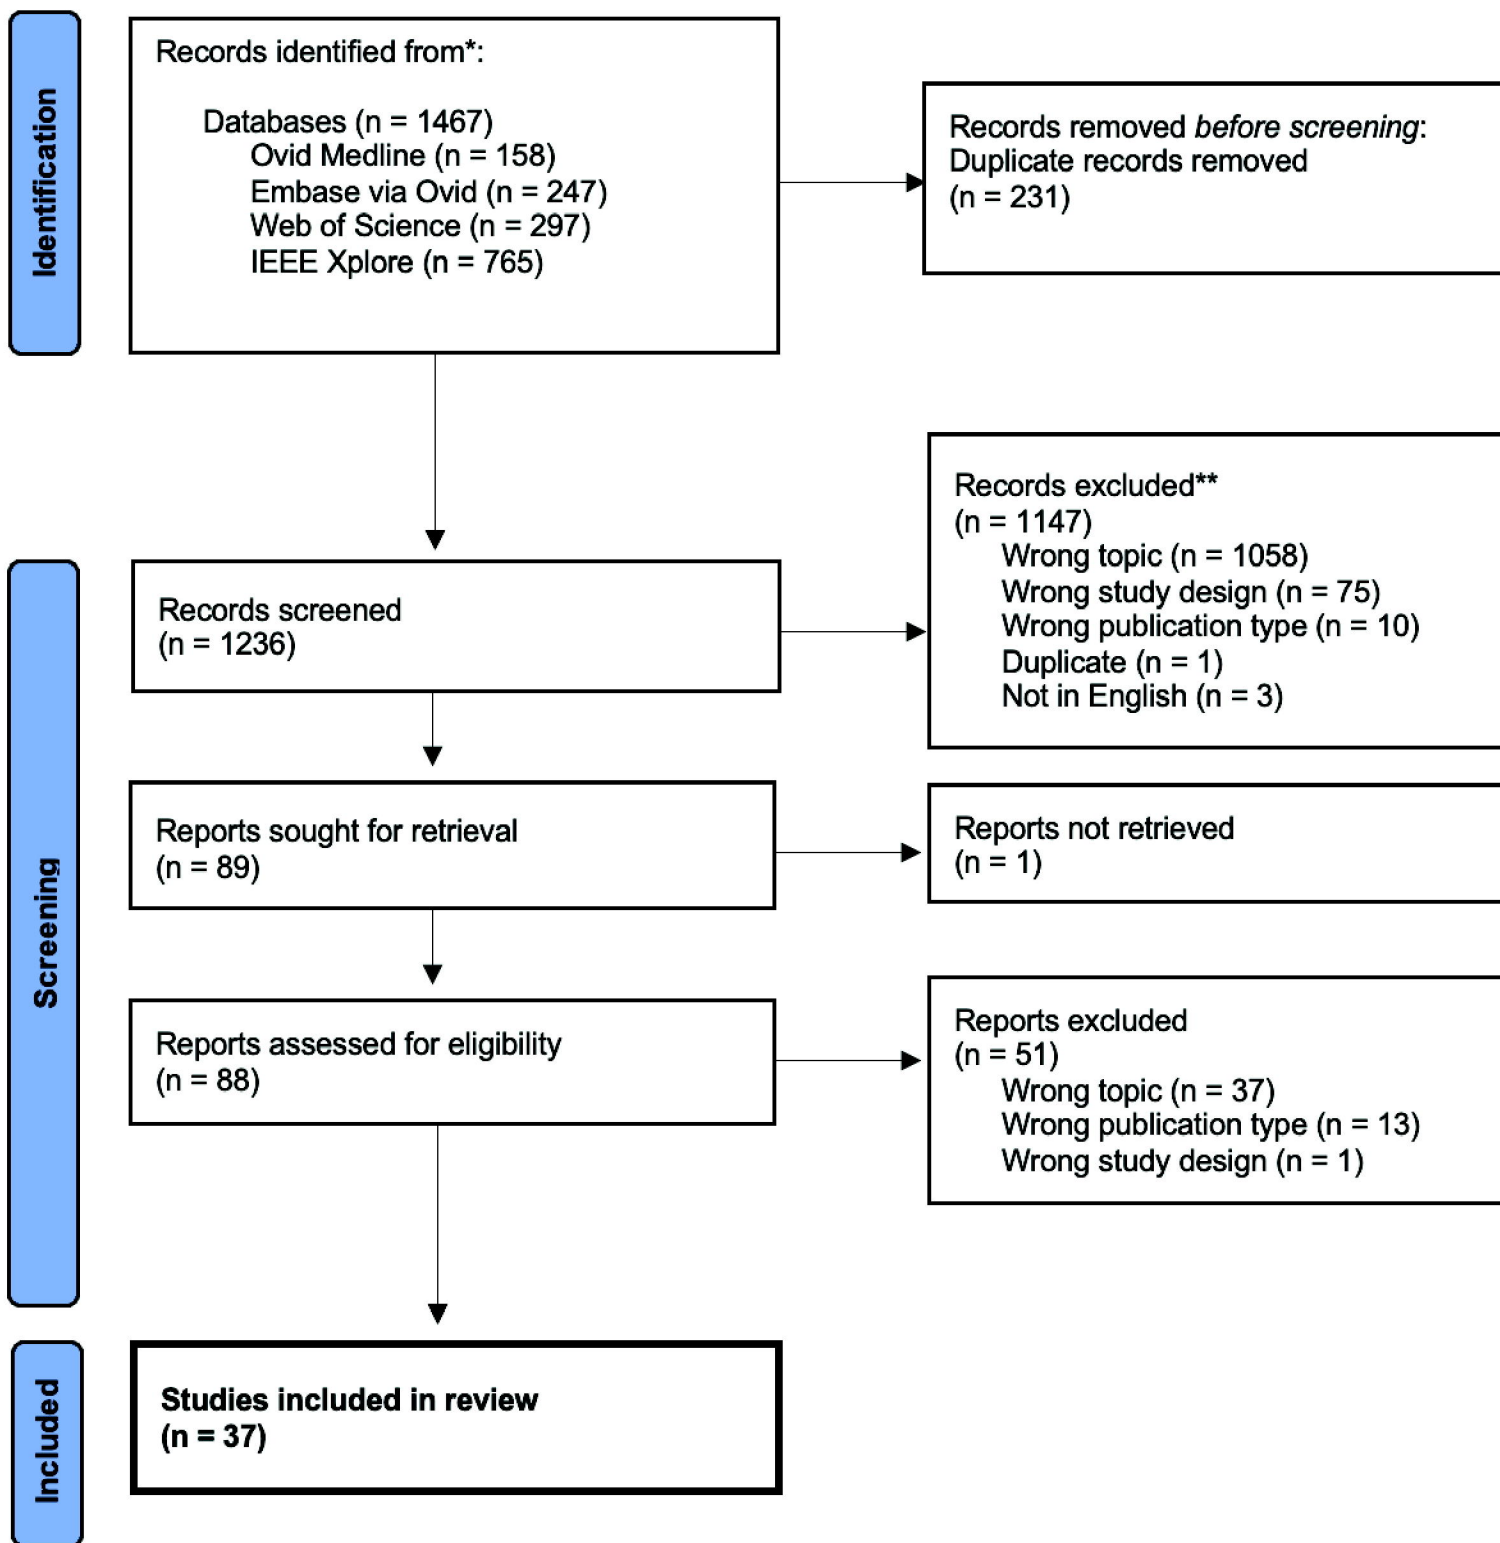 Identification
Records identified from*:
Databases (n = 1467)
Ovid Medline (n = 158)
Embase via Ovid (n = 247)
Web of Science (n = 297)
IEEE Xplore (n = 765)
Records removed before screening:
Duplicate records removed
(n = 231)
Screening
Records screened
(n = 1236)
Records excluded**
(n = 1147)
Wrong topic (n = 1058)
Wrong study design (n = 75)
Wrong publication type (n = 10)
Duplicate (n = 1)
Not in English (n = 3)
Reports sought for retrieval
(n = 89)
Reports not retrieved
(n = 1)
Reports assessed for eligibility
(n = 88)
Reports excluded
(n = 51)
Wrong topic (n = 37)
Wrong publication type (n = 13)
Wrong study design (n = 1)
Included
Studies included in review
(n = 37)